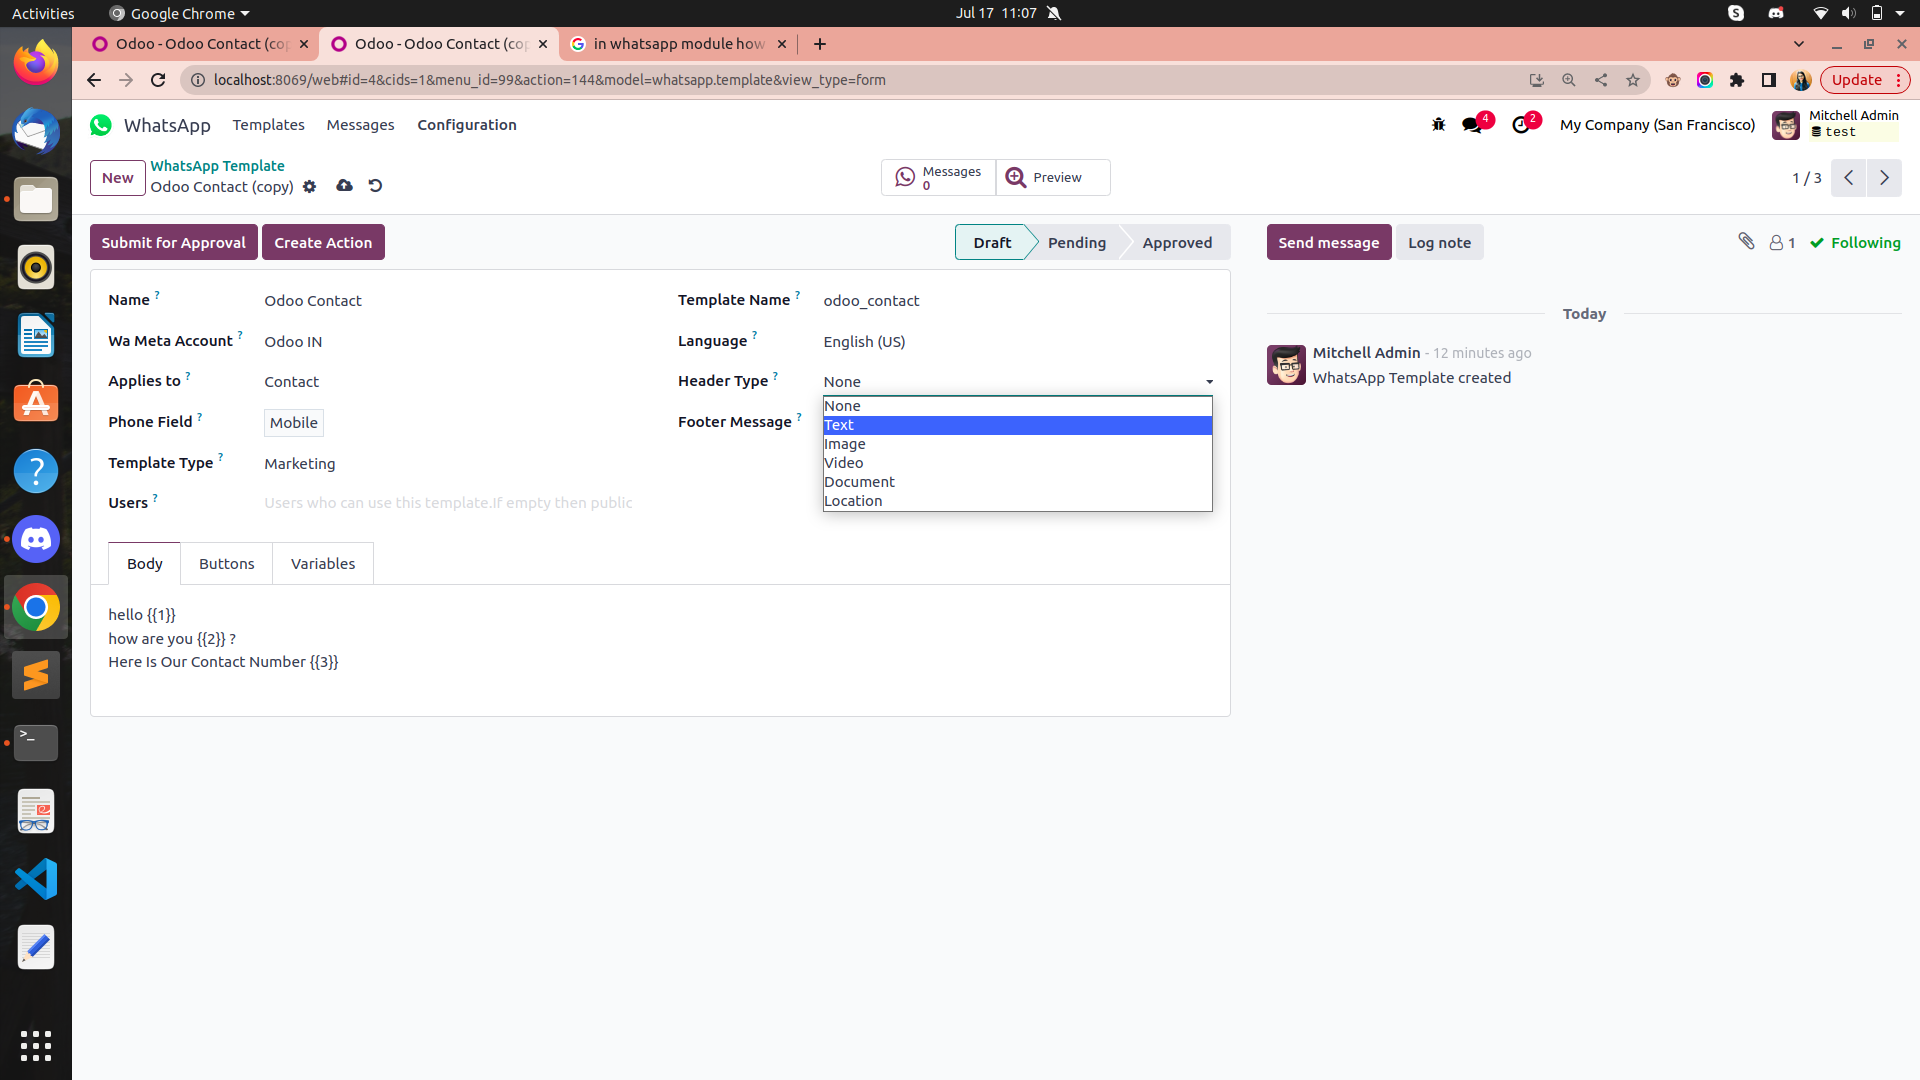 Activities
Google Chrome
Jul 17 11:07
Odoo - Odoo Contact (cop
Odoo - Odoo Contact (cop
in whatsapp module how
localhost:8069/web#id=4&cids=1&menu_id=99&action=144&model=whatsapp.template&view_type=form
Update
WhatsApp
Templates
Messages
Configuration
4
2
My Company (San Francisco)
Mitchell Admin
test
New
WhatsApp Template
Odoo Contact (copy)
Messages
0
Preview
1 / 3
Submit for Approval
Create Action
Draft
Pending
Approved
Send message
Log note
1
Following
Name ?
Odoo Contact
Template Name ?
odoo_contact
Wa Meta Account ?
Odoo IN
Language ?
English (US)
Applies to ?
Contact
Header Type ?
None
Phone Field ?
Mobile
Footer Message ?
None
Text
Image
Video
Document
Location
Template Type ?
Marketing
Users ?
Users who can use this template.If empty then public
Body
Buttons
Variables
hello {{1}}
how are you {{2}} ?
Here Is Our Contact Number {{3}}
Today
Mitchell Admin - 12 minutes ago
WhatsApp Template created